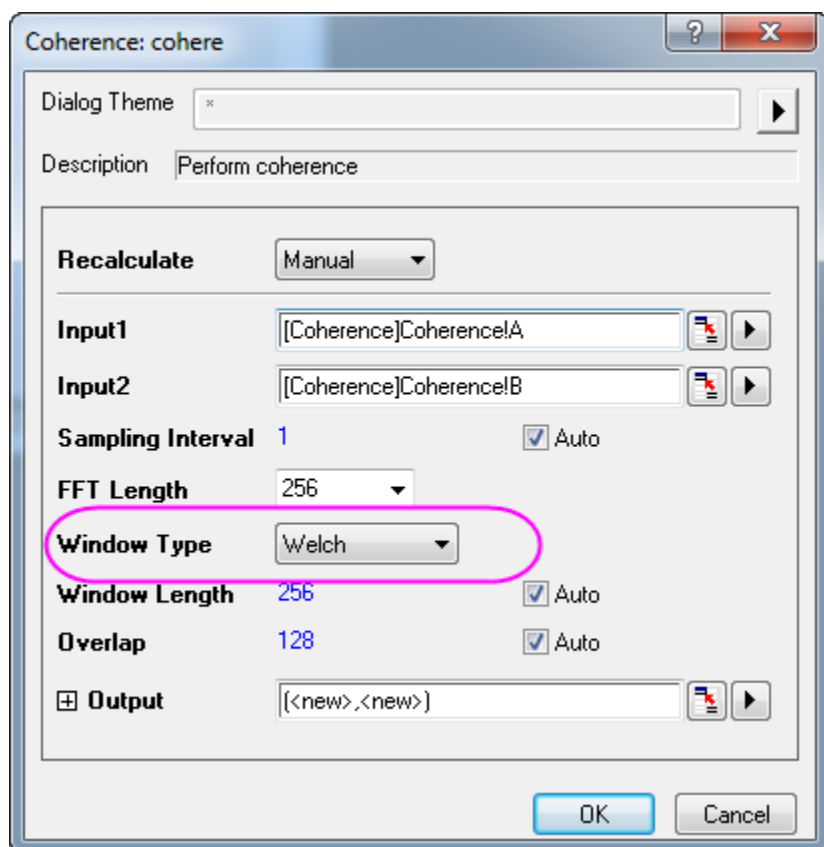 Coherence: cohere
Dialog Theme *
Description Perform coherence
Recalculate Manual
Input1 [Coherence]Coherence!A
Input2 [Coherence]Coherence!B
Sampling Interval 1 Auto
FFT Length 256
Window Type Welch
Window Length 256 Auto
Overlap 128 Auto
Output (<new>,<new>)
OK Cancel